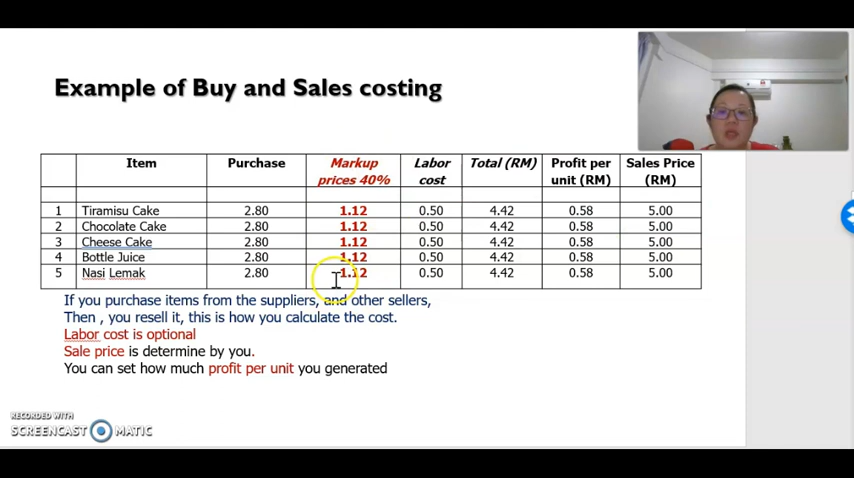 Example of Buy and Sales costing
Item Purchase Markup prices 40% Labor cost Total (RM) Profit per unit (RM) Sales Price (RM)
1 Tiramisu Cake 2.80 1.12 0.50 4.42 0.58 5.00
2 Chocolate Cake 2.80 1.12 0.50 4.42 0.58 5.00
3 Cheese Cake 2.80 1.12 0.50 4.42 0.58 5.00
4 Bottle Juice 2.80 1.12 0.50 4.42 0.58 5.00
5 Nasi Lemak 2.80 1.12 0.50 4.42 0.58 5.00
If you purchase items from the suppliers, and other sellers,
Then , you resell it, this is how you calculate the cost.
Labor cost is optional
Sale price is determine by you.
You can set how much profit per unit you generated
RECORDED WITH
SCREENCAST MATIC